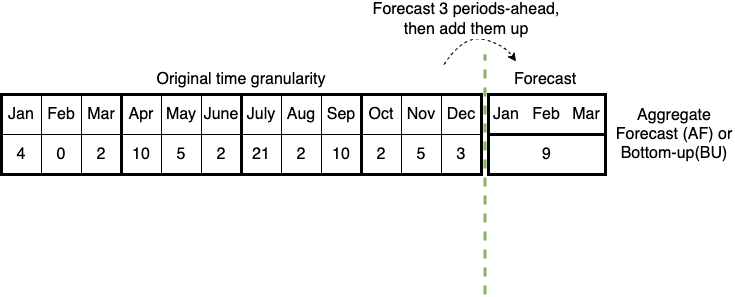 Forecast 3 periods-ahead,
then add them up
Original time granularity
Forecast
Jan Feb Mar Apr May June July Aug Sep Oct Nov Dec Jan Feb Mar
4 0 2 10 5 2 21 2 10 2 5 3 9
Aggregate
Forecast (AF) or
Bottom-up(BU)